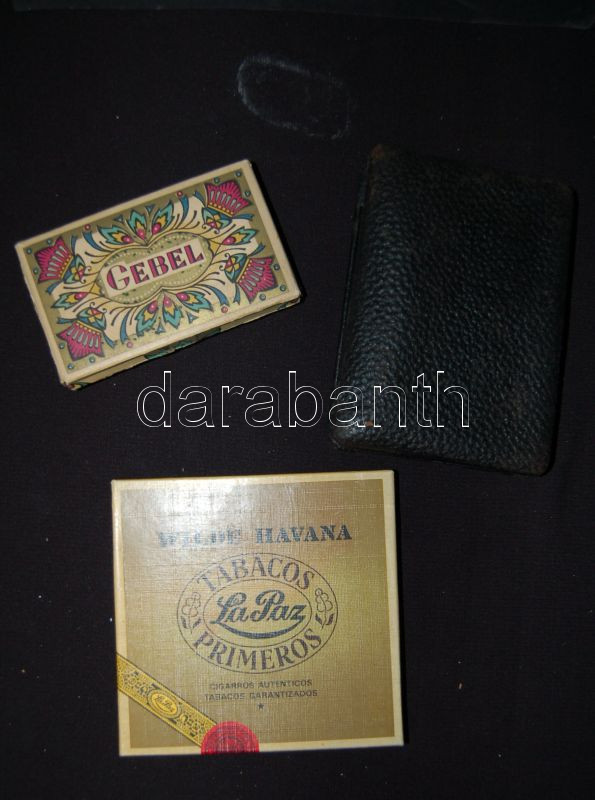 GEBEL
darabanth
WILDE HAVANA
TABACOS
La Paz
PRIMEROS
CIGARROS AUTENTICOS
TABACOS GARANTIZADOS